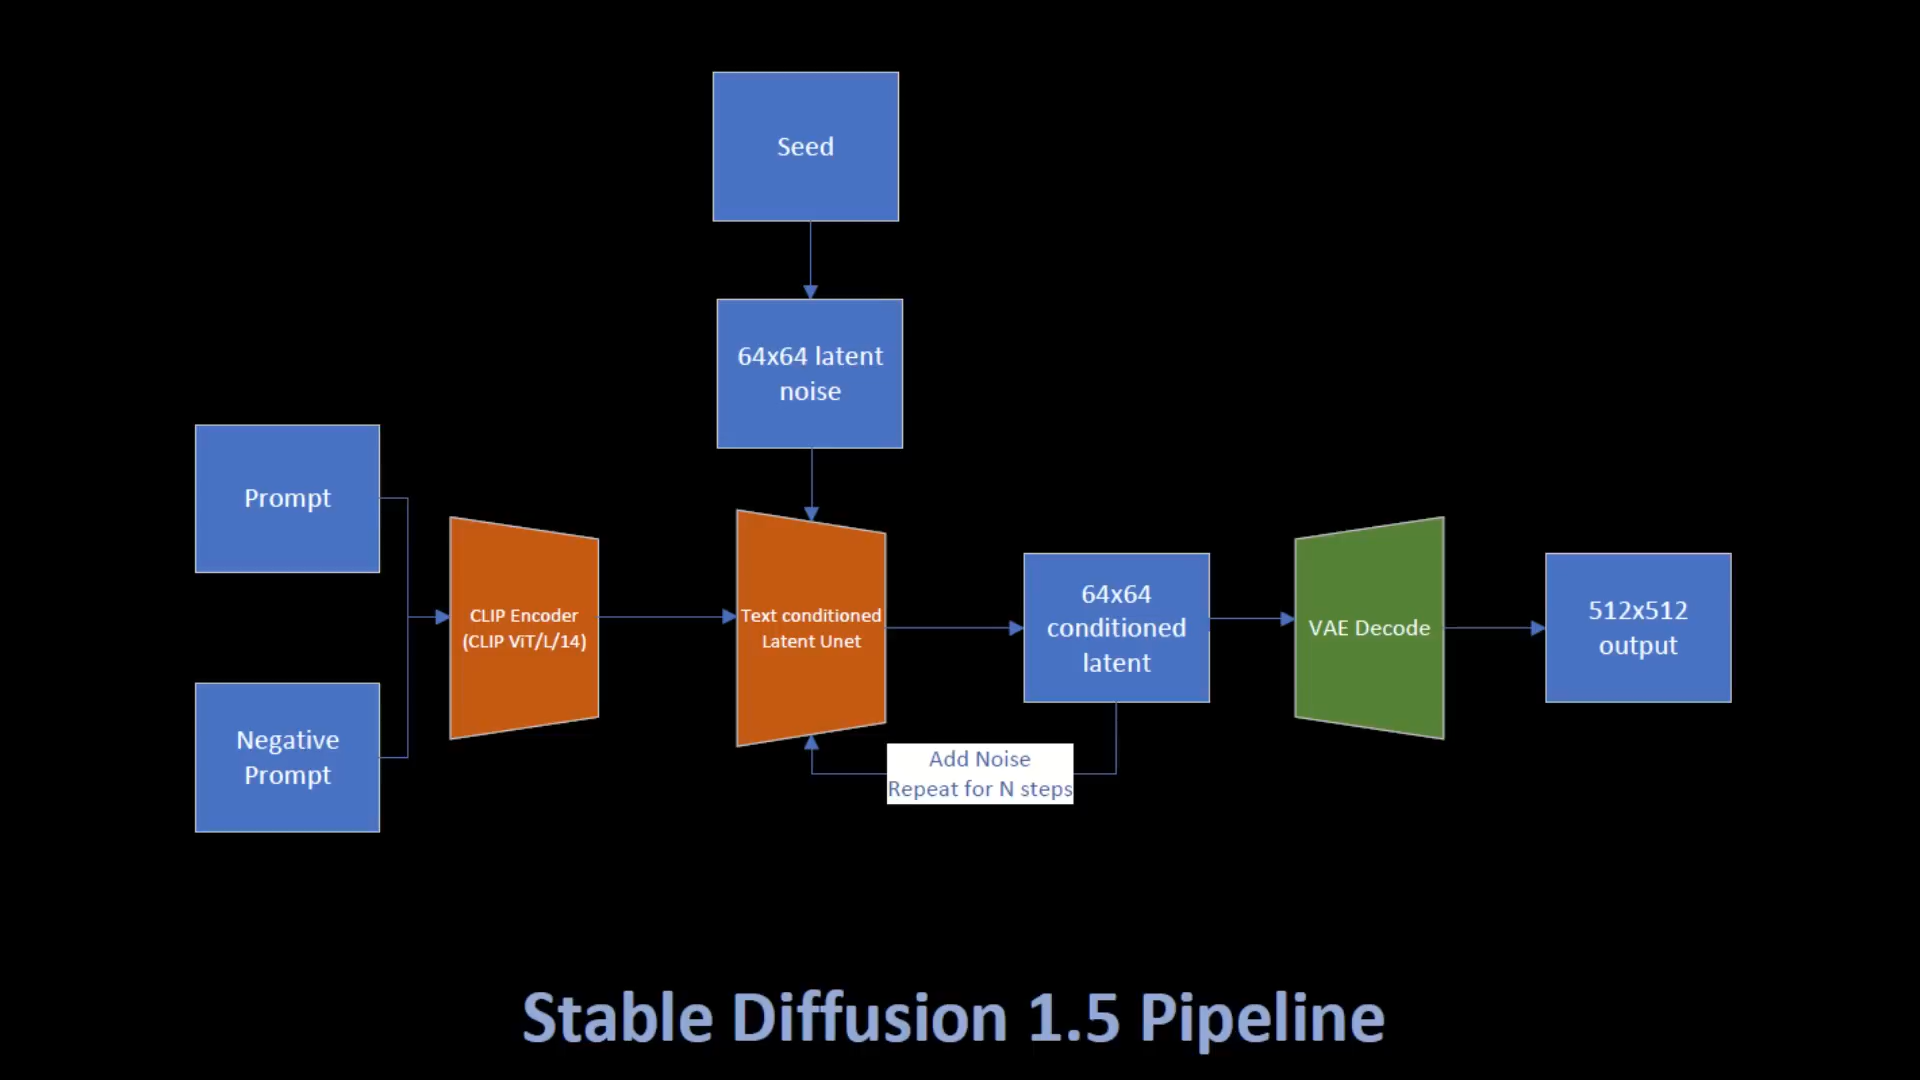 Seed
64x64 latent
noise
Prompt
Negative
Prompt
CLIP Encoder
(CLIP ViT/L/14)
Text conditioned
Latent Unet
64x64
conditioned
latent
Add Noise
Repeat for N steps
VAE Decode
512x512
output
Stable Diffusion 1.5 Pipeline